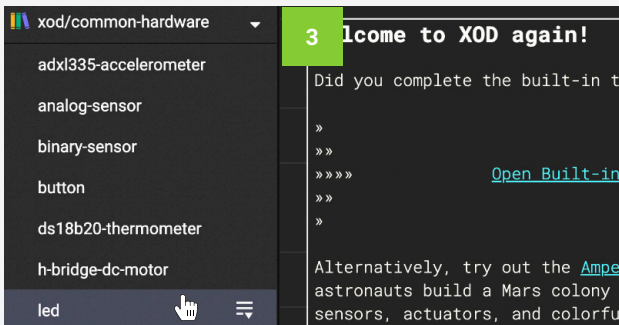 xod/common-hardware
adxl335-accelerometer
analog-sensor
binary-sensor
button
ds18b20-thermometer
h-bridge-dc-motor
led
3
lcome to XOD again!
Did you complete the built-in t
»
»»
»»»» Open Built-in
»»
»
Alternatively, try out the Ampe
astronauts build a Mars colony
sensors, actuators, and colorfu